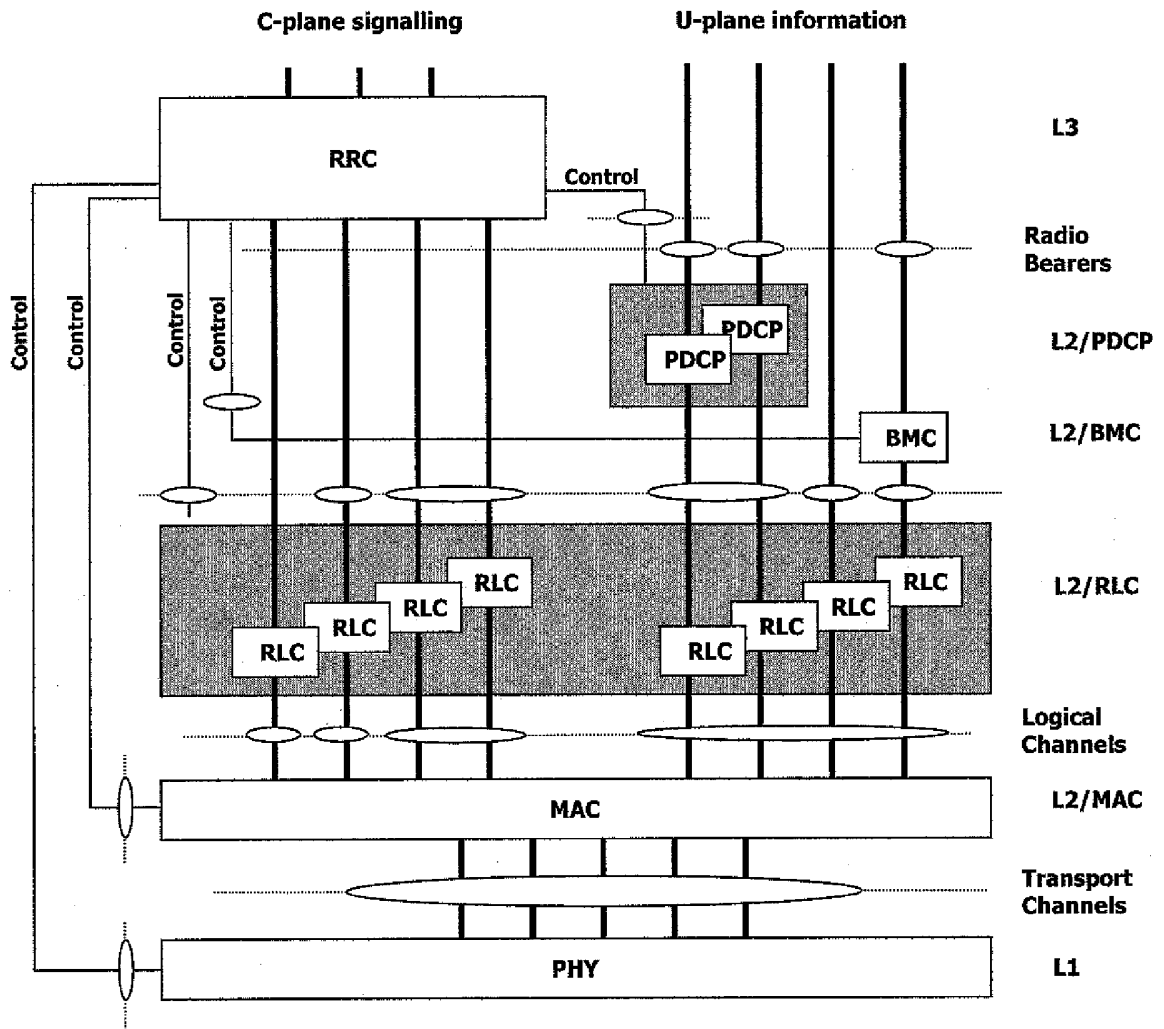 C-plane signalling
U-plane information
L3
RRC
Control
Radio
Bearers
Control
Control
Control
Control
PDCP
PDCP
L2/PDCP
BMC
L2/BMC
RLC
RLC
RLC
RLC
RLC
RLC
RLC
RLC
L2/RLC
Logical
Channels
MAC
L2/MAC
Transport
Channels
PHY
L1